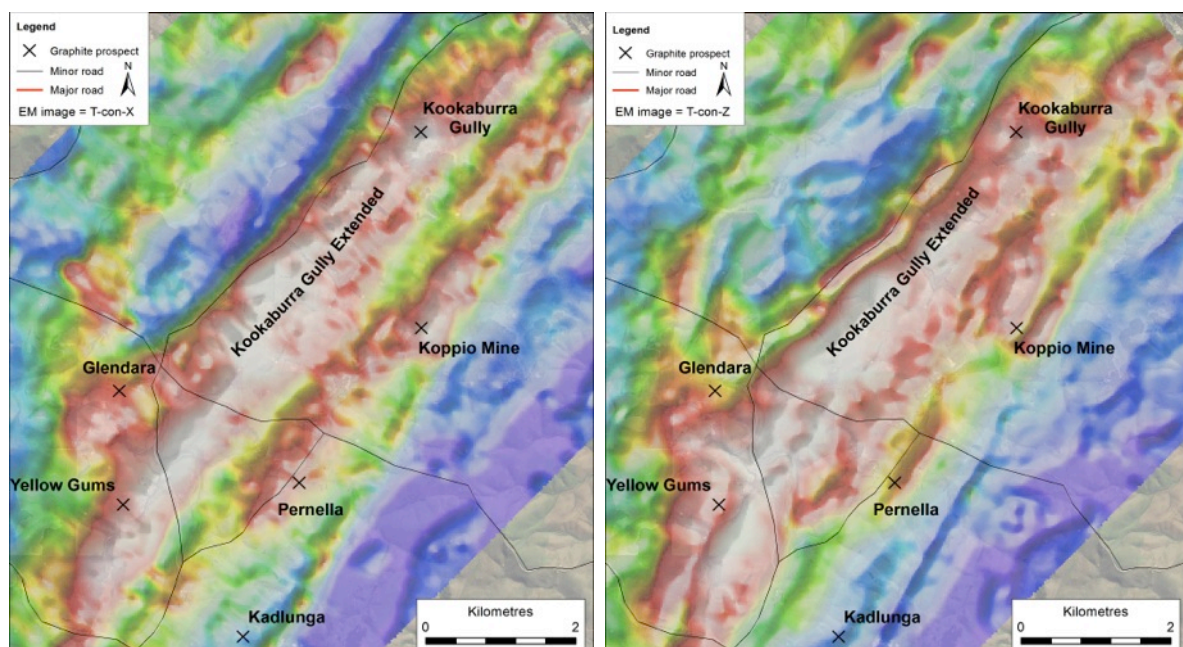 Legend
Graphite prospect
Minor road
Major road
N
EM image = T-con-X
Kookaburra
Gully
Kookaburra Gully Extended
Koppio Mine
Glendara
Yellow Gums
Pernella
Kadlunga
Kilometres
0 2
Legend
Graphite prospect
Minor road
Major road
N
EM image = T-con-Z
Kookaburra
Gully
Kookaburra Gully Extended
Koppio Mine
Glendara
Yellow Gums
Pernella
Kadlunga
Kilometres
0 2